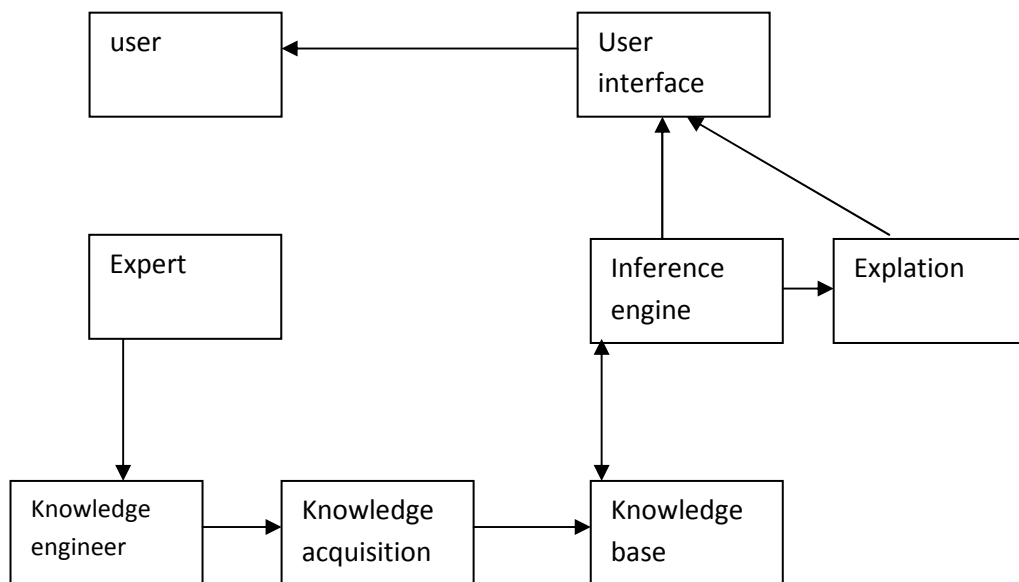 user
User
interface
Expert
Inference
engine
Explation
Knowledge
engineer
Knowledge
acquisition
Knowledge
base